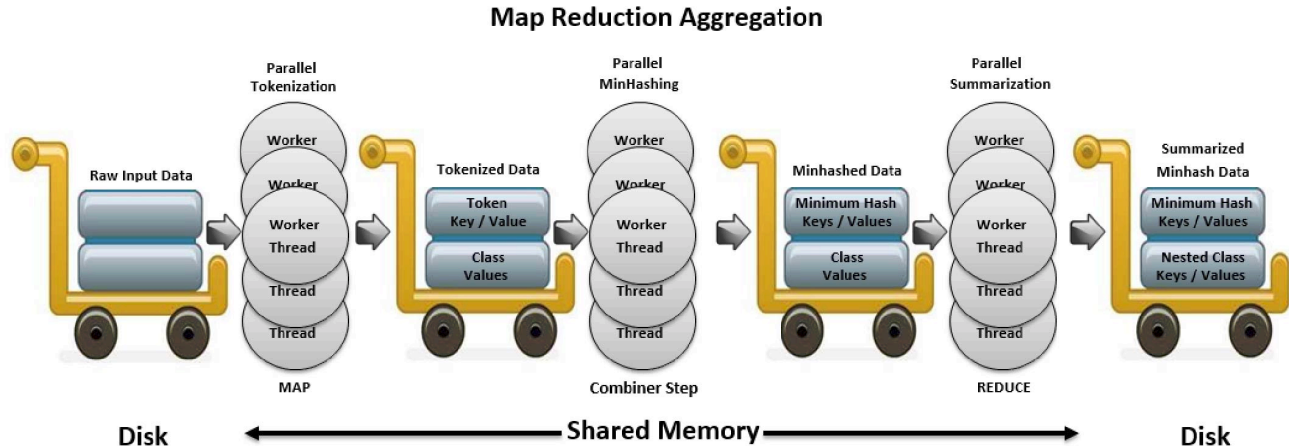 Map Reduction Aggregation
Parallel
Tokenization
Parallel
MinHashing
Parallel
Summarization
Raw Input Data
Worker
Worker
Worker
Thread
Thread
Thread
MAP
Tokenized Data
Token
Key / Value
Class
Values
Worker
Worker
Worker
Thread
Thread
Thread
Combiner Step
Minhashed Data
Minimum Hash
Keys / Values
Class
Values
Worker
Worker
Worker
Thread
Thread
Thread
REDUCE
Summarized
Minhash Data
Minimum Hash
Keys / Values
Nested Class
Keys / Values
Disk
Shared Memory
Disk